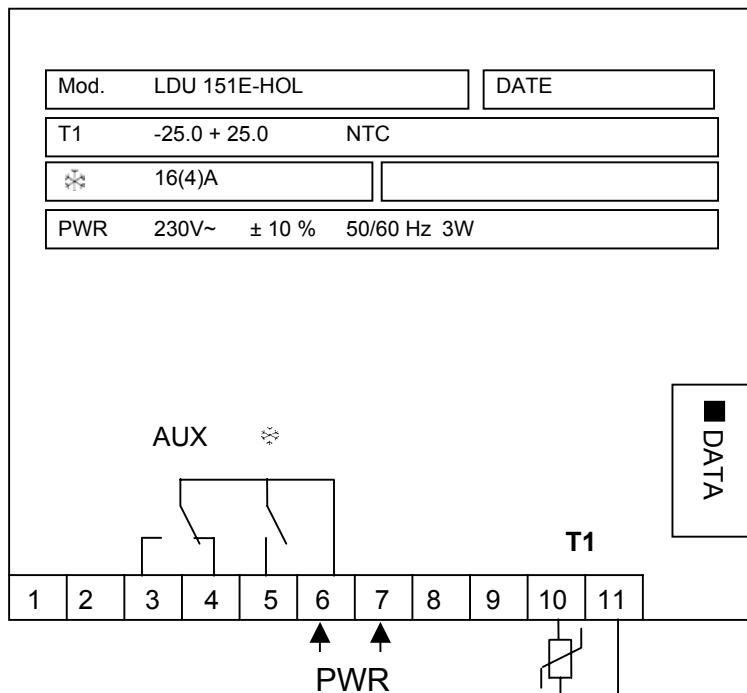 Mod. LDU 151E-HOL DATE
T1 -25.0 + 25.0 NTC
16(4)A
PWR 230V~ ± 10 % 50/60 Hz 3W
DATA
AUX
T1
1 2 3 4 5 6 7 8 9 10 11
PWR